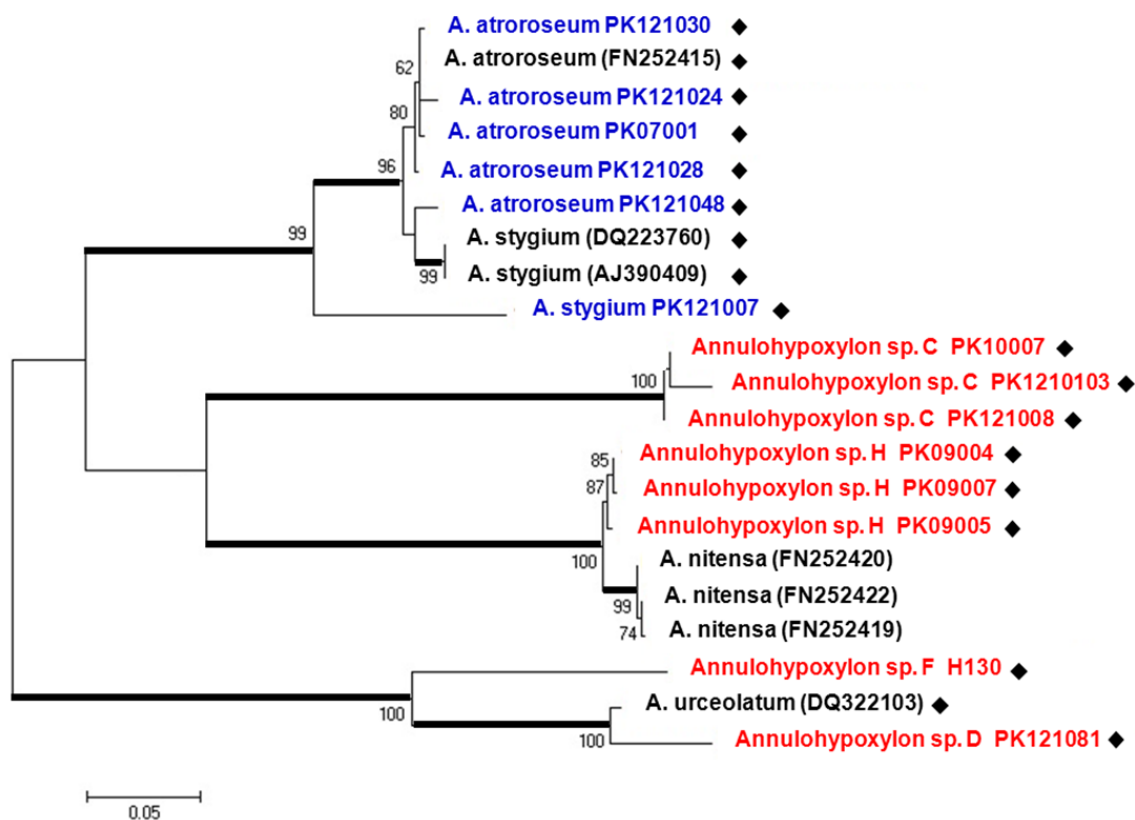 A. atroroseum PK121030 ◆
A. atroroseum (FN252415) ◆
62
A. atroroseum PK121024 ◆
80
A. atroroseum PK07001 ◆
96
A. atroroseum PK121028 ◆
A. atroroseum PK121048 ◆
99
A. stygium (DQ223760) ◆
99
A. stygium (AJ390409) ◆
A. stygium PK121007 ◆
Annulohypoxylon sp. C PK10007 ◆
100
Annulohypoxylon sp. C PK1210103 ◆
Annulohypoxylon sp. C PK121008 ◆
85
Annulohypoxylon sp. H PK09004 ◆
87
Annulohypoxylon sp. H PK09007 ◆
Annulohypoxylon sp. H PK09005 ◆
100
A. nitensa (FN252420)
A. nitensa (FN252422)
99
74
A. nitensa (FN252419)
Annulohypoxylon sp. F H130 ◆
100
A. urceolatum (DQ322103) ◆
100
Annulohypoxylon sp. D PK121081 ◆
0.05